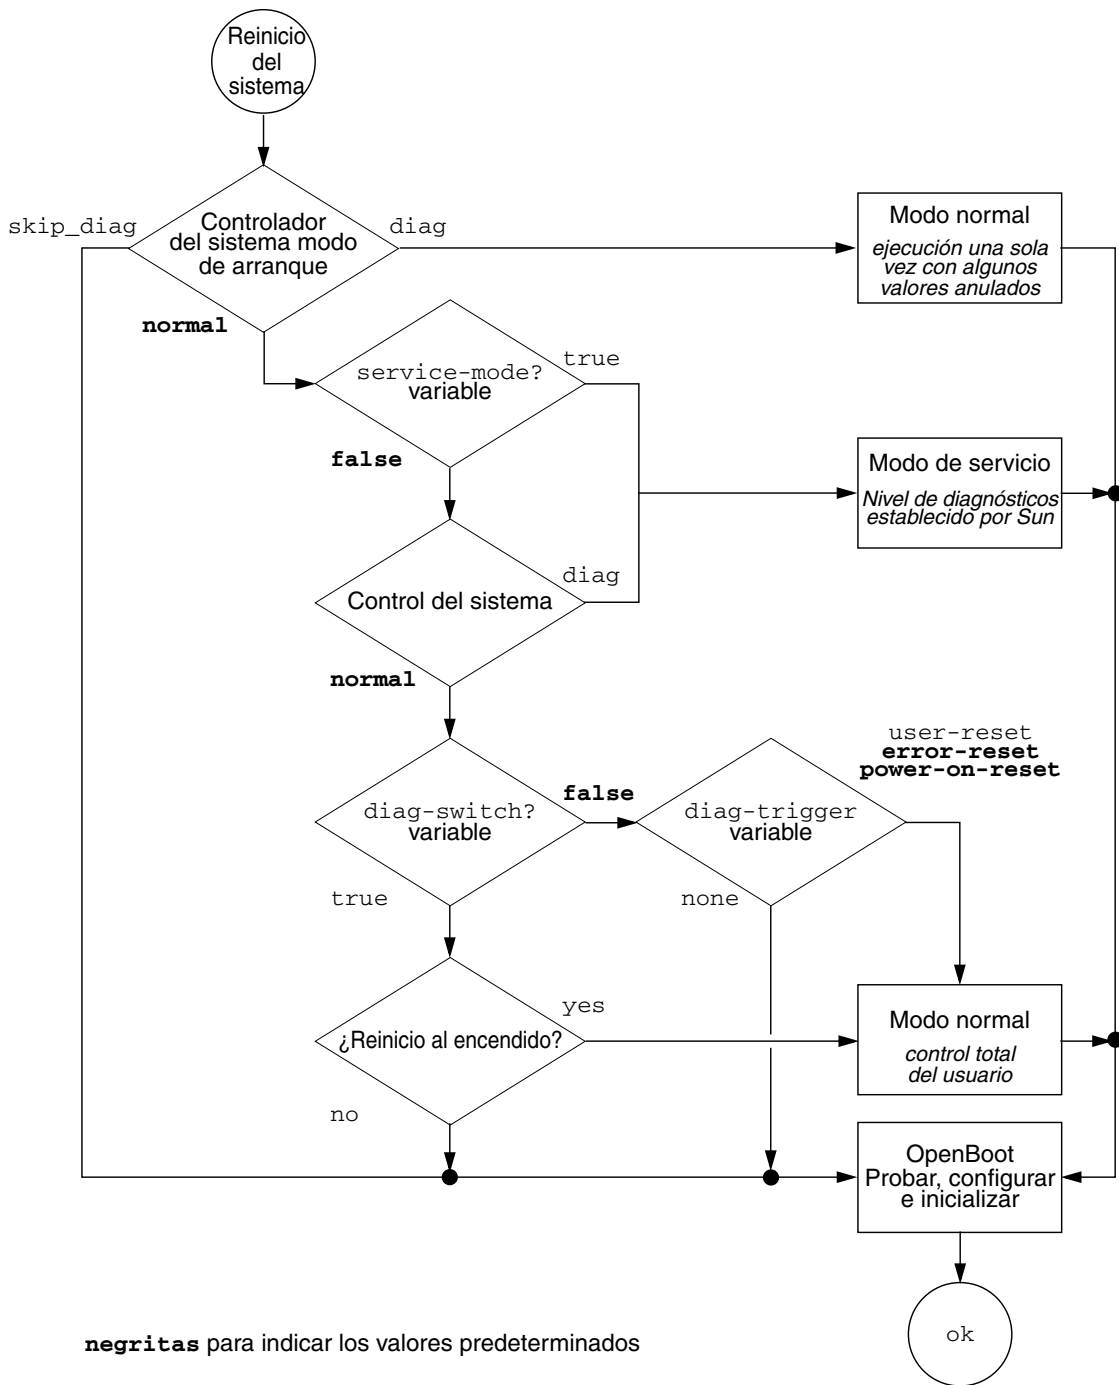 Reinicio
del
sistema
skip_diag
Controlador
del sistema modo
de arranque
diag
Modo normal
ejecución una sola
vez con algunos
valores anulados
normal
service-mode?
variable
true
false
Modo de servicio
Nivel de diagnósticos
establecido por Sun
Control del sistema
diag
normal
user-reset
error-reset
power-on-reset
diag-switch?
variable
false
diag-trigger
variable
true
none
¿Reinicio al encendido?
yes
Modo normal
control total
del usuario
no
OpenBoot
Probar, configurar
e inicializar
ok
negritas para indicar los valores predeterminados